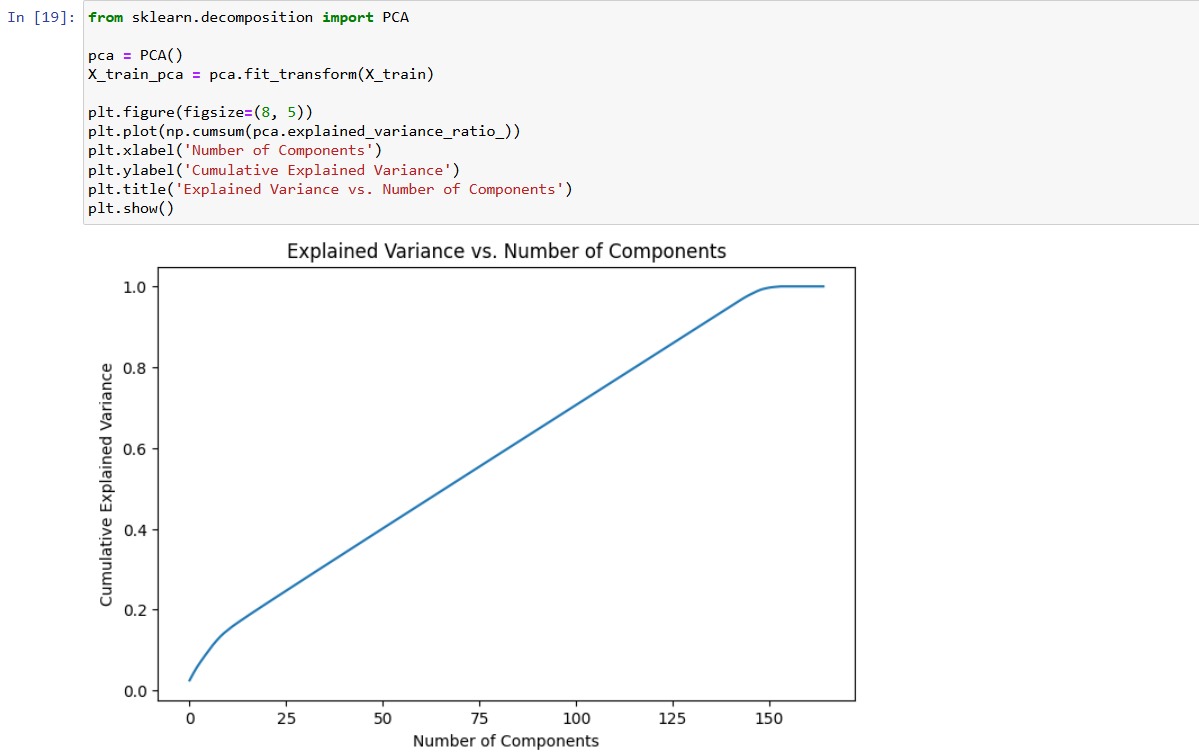 In [19]: from sklearn.decomposition import PCA
pca = PCA()
X_train_pca = pca.fit_transform(X_train)
plt.figure(figsize=(8, 5))
plt.plot(np.cumsum(pca.explained_variance_ratio_))
plt.xlabel('Number of Components')
plt.ylabel('Cumulative Explained Variance')
plt.title('Explained Variance vs. Number of Components')
plt.show()
Explained Variance vs. Number of Components
Cumulative Explained Variance
1.0
0.8
0.6
0.4
0.2
0.0
0 25 50 75 100 125 150
Number of Components